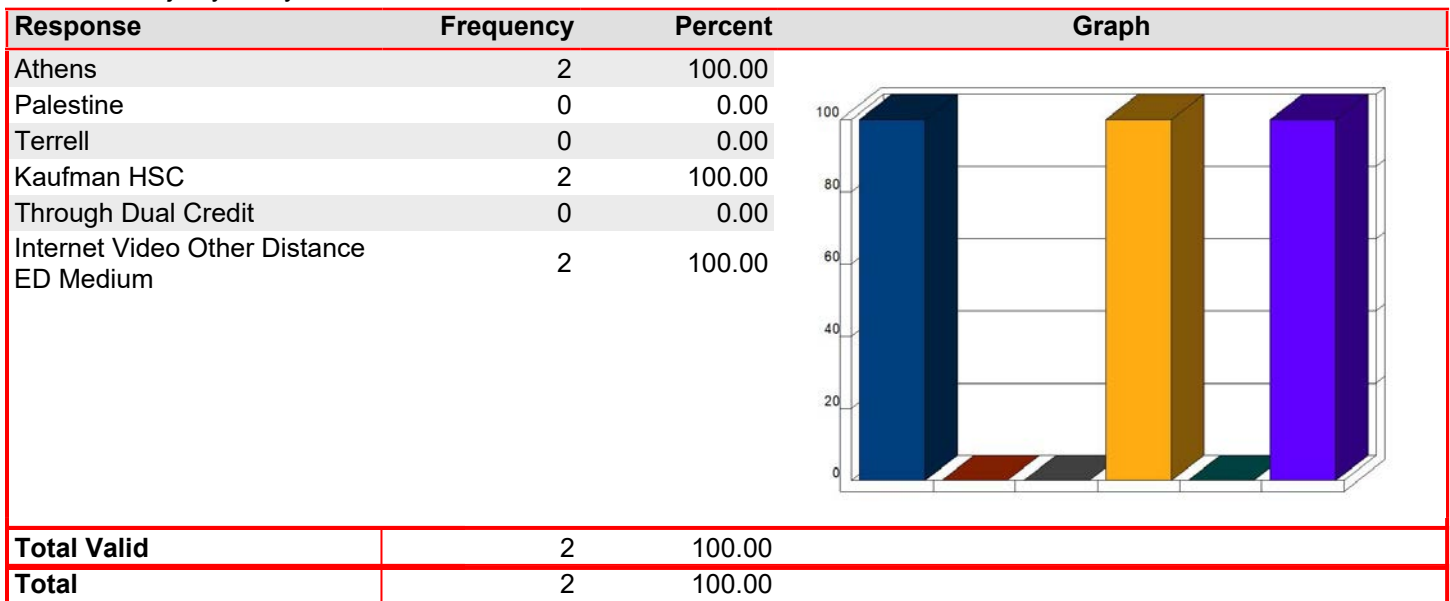 Response Frequency Percent Graph
Athens 2 100.00
Palestine 0 0.00
Terrell 0 0.00
Kaufman HSC 2 100.00
Through Dual Credit 0 0.00
Internet Video Other Distance
ED Medium 2 100.00
100
80
60
40
20
0
Total Valid 2 100.00
Total 2 100.00